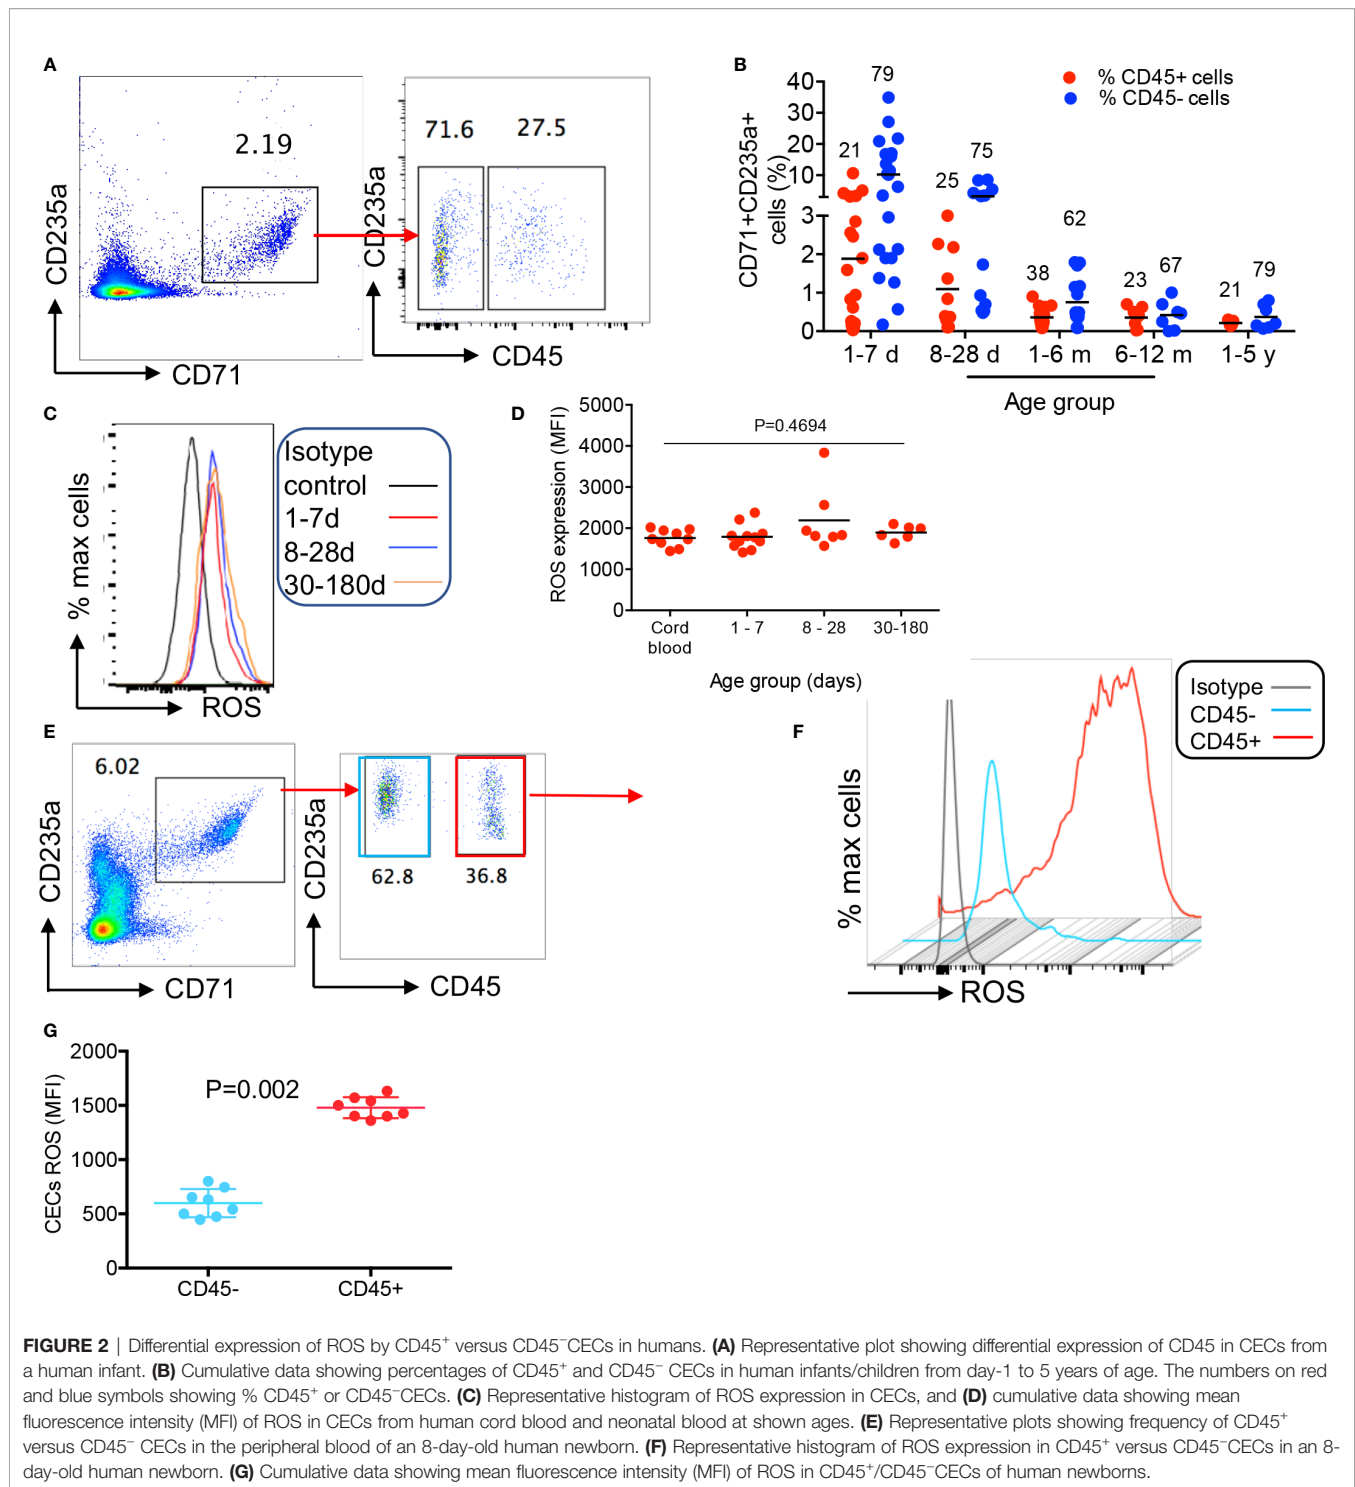 A
2.19
CD235a
CD71
71.6 27.5
CD235a
CD45
B
% CD45+ cells
% CD45- cells
CD71+CD235a+
cells (%)
40
30
20
10
3
2
1
0
21 79
25 75
38 62
23 67
21 79
1-7 d 8-28 d 1-6 m 6-12 m 1-5 y
Age group
C
% max cells
ROS
Isotype
control
1-7d
8-28d
30-180d
D
ROS expression (MFI)
5000
4000
3000
2000
1000
0
P=0.4694
Cord
blood
1 - 7 8 - 28 30-180
Age group (days)
E
6.02
CD235a
CD71
CD235a
62.8 36.8
CD45
F
% max cells
ROS
Isotype
CD45-
CD45+
G
CECs ROS (MFI)
2000
1500
1000
500
0
P=0.002
CD45- CD45+
FIGURE 2 | Differential expression of ROS by CD45⁺ versus CD45⁻CECs in humans. (A) Representative plot showing differential expression of CD45 in CECs from
a human infant. (B) Cumulative data showing percentages of CD45⁺ and CD45⁻ CECs in human infants/children from day-1 to 5 years of age. The numbers on red
and blue symbols showing % CD45⁺ or CD45⁻CECs. (C) Representative histogram of ROS expression in CECs, and (D) cumulative data showing mean
fluorescence intensity (MFI) of ROS in CECs from human cord blood and neonatal blood at shown ages. (E) Representative plots showing frequency of CD45⁺
versus CD45⁻ CECs in the peripheral blood of an 8-day-old human newborn. (F) Representative histogram of ROS expression in CD45⁺ versus CD45⁻CECs in an 8-
day-old human newborn. (G) Cumulative data showing mean fluorescence intensity (MFI) of ROS in CD45⁺/CD45⁻CECs of human newborns.